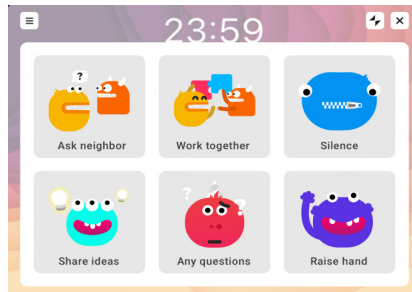 23:59
?
Ask neighbor
Work together
Silence
Share ideas
? ?
Any questions
Raise hand